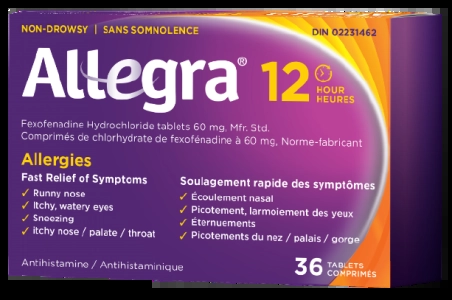 NON-DROWSY | SANS SOMNOLENCE
DIN 02231462
Allegra® 12 HOUR HEURES
Fexofenadine Hydrochloride tablets 60 mg, Mfr. Std.
Comprimés de chlorhydrate de fexofénadine à 60 mg, Norme-fabricant
Allergies
Fast Relief of Symptoms
✓ Runny nose
✓ Itchy, watery eyes
✓ Sneezing
✓ itchy nose / palate / throat
Soulagement rapide des symptômes
✓ Écoulement nasal
✓ Picotement, larmoiement des yeux
✓ Éternuements
✓ Picotements du nez / palais / gorge
Antihistamine / Antihistaminique
36 TABLETS COMPRIMÉS